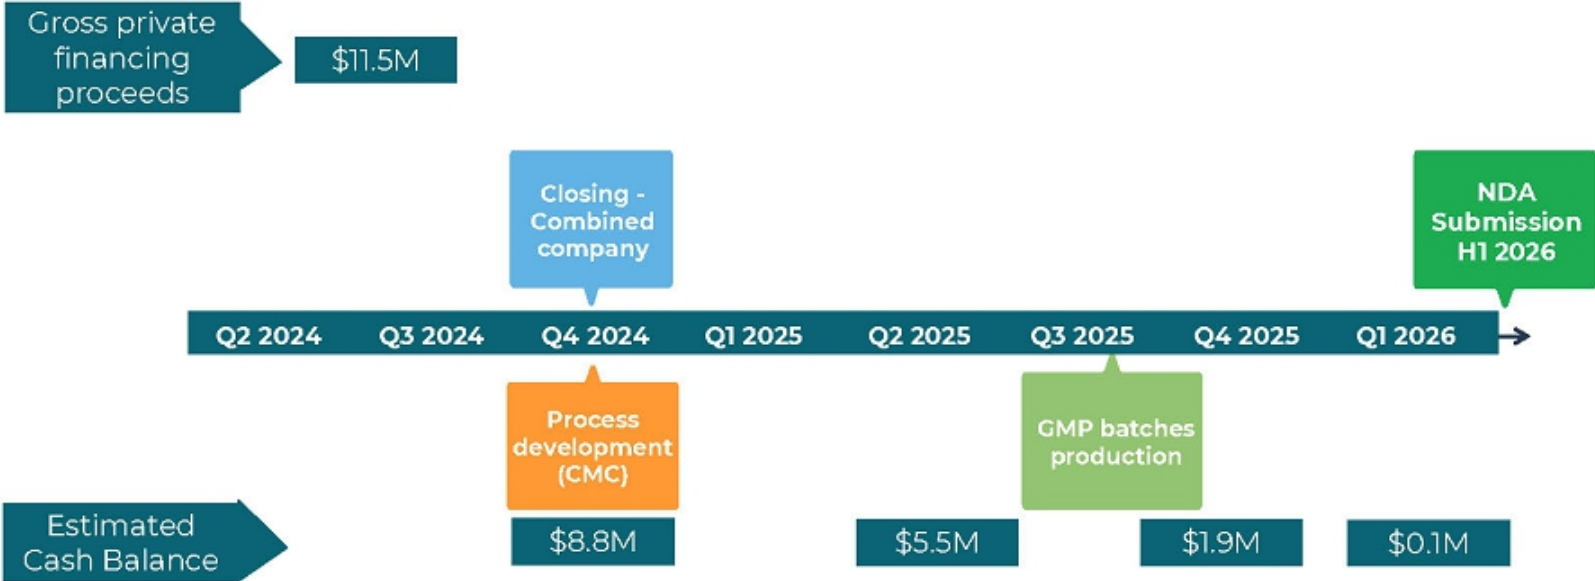 Gross private
financing
proceeds
$11.5M
Closing -
Combined
company
NDA
Submission
H1 2026
Q2 2024 Q3 2024 Q4 2024 Q1 2025 Q2 2025 Q3 2025 Q4 2025 Q1 2026
Process
development
(CMC)
GMP batches
production
Estimated
Cash Balance
$8.8M $5.5M $1.9M $0.1M